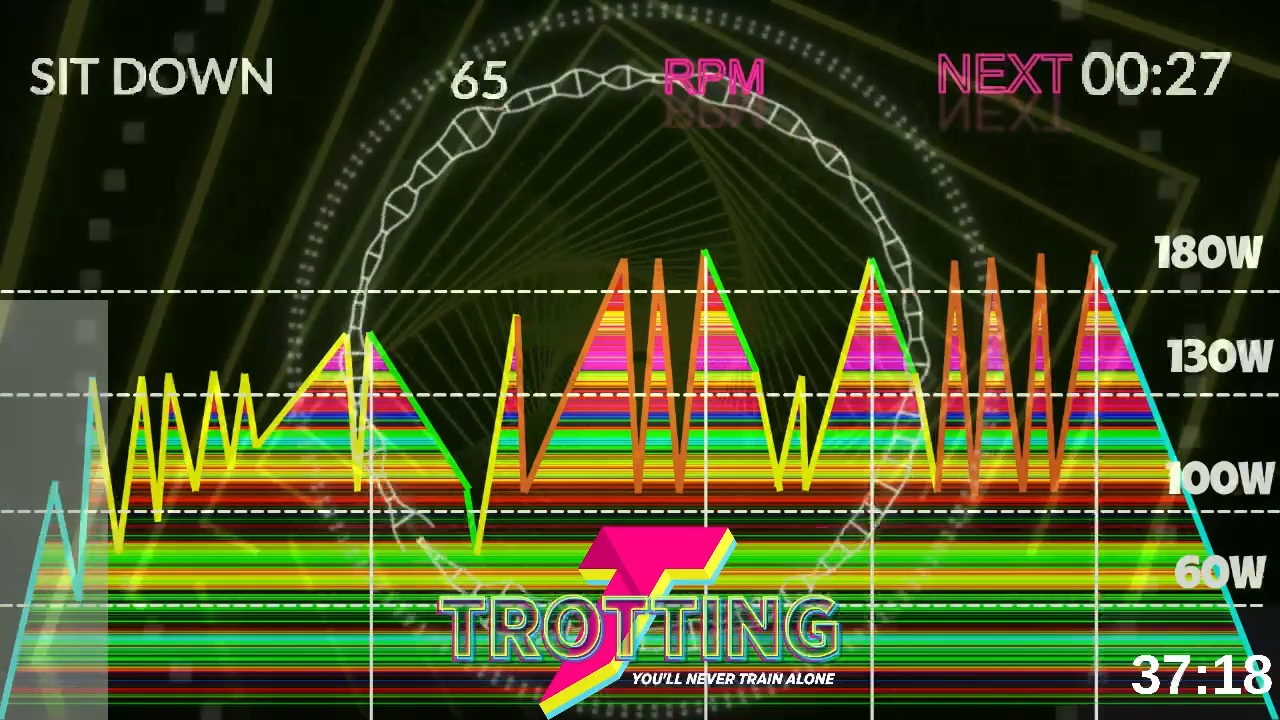 SIT DOWN
65
RPM
NEXT 00:27
180W
130W
100W
60W
TROTTING
YOU'LL NEVER TRAIN ALONE
37:18